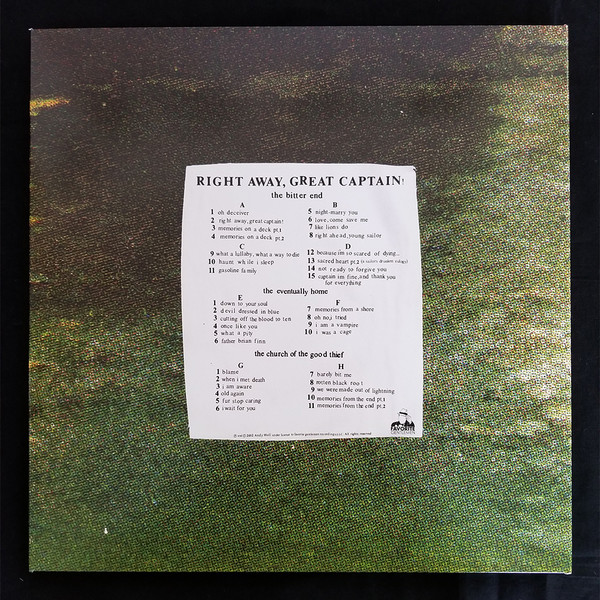 RIGHT AWAY, GREAT CAPTAIN!
the bitter end
A
1 oh deceiver
2 right away, great captain!
3 memories on a deck pt.1
4 memories on a deck pt.2
B
5 night-marry you
6 love, come save me
7 like lions do
8 right ahead, young sailor
C
9 what a lullaby, what a way to die
10 haunt while i sleep
11 gasoline family
D
12 because im so scared of dying...
13 sacred heart pt.2
14 not ready to forgive you
15 captain im fine, and thank you
for everything
the eventually home
E
1 down to your soul
2 devil dressed in blue
3 cutting off the blood to ten
4 once like you
5 what a pity
6 father brian finn
F
7 memories from a shore
8 oh no, i tried
9 i am a vampire
10 i was a cage
the church of the good thief
G
1 blame
2 when i met death
3 i am aware
4 old again
5 fur stop caring
6 i wait for you
H
7 barely bit me
8 rotten black root
9 we were made out of lightning
10 memories from the end pt.1
11 memories from the end pt.2
FAVORITE
GENTLEMEN